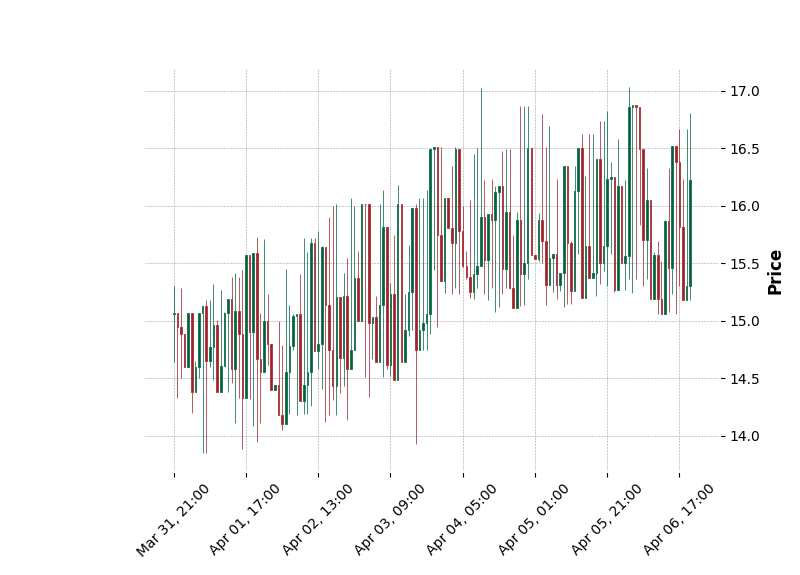 17.0
16.5
16.0
15.5
15.0
14.5
14.0
Price
Mar 31, 21:00
Apr 01, 17:00
Apr 02, 13:00
Apr 03, 09:00
Apr 04, 05:00
Apr 05, 01:00
Apr 05, 21:00
Apr 06, 17:00